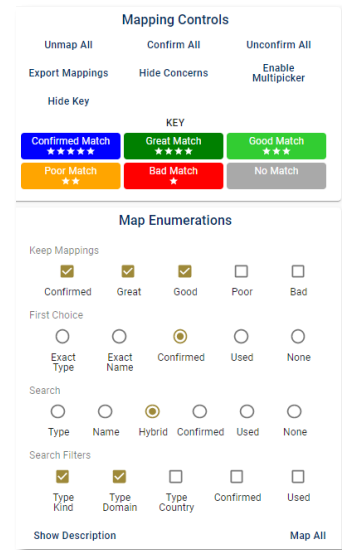 Mapping Controls
Unmap All Confirm All Unconfirm All
Export Mappings Hide Concerns Enable Multipicker
Hide Key
KEY
Confirmed Match Great Match Good Match
★★★★★ ★★★★ ★★★
Poor Match Bad Match No Match
★★ ★
Map Enumerations
Keep Mappings
Confirmed Great Good Poor Bad
First Choice
Exact Type Exact Name Confirmed Used None
Search
Type Name Hybrid Confirmed Used None
Search Filters
Type Kind Type Domain Type Country Confirmed Used
Show Description Map All